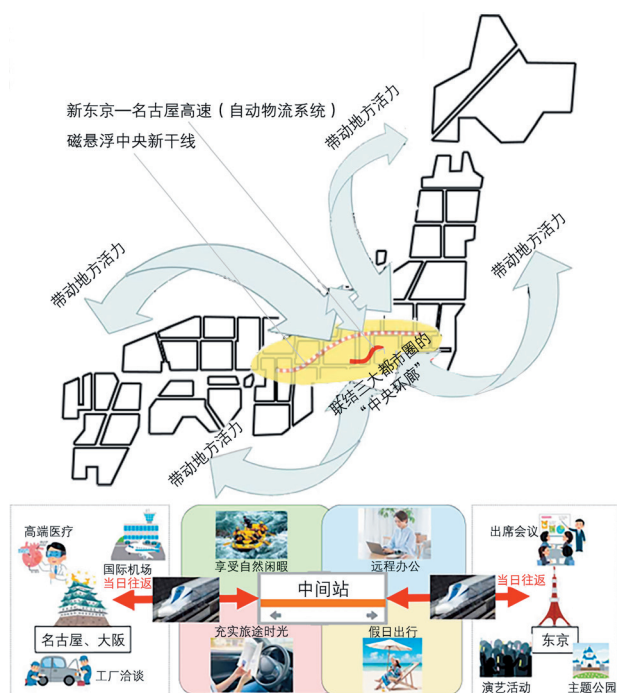 带动地方活力
新东京—名古屋高速（自动物流系统）
磁悬浮中央新干线
带动地方活力
带动地方活力
联结三大都市圈的
“中央环廊”
带动地方活力
高端医疗
国际机场
当日往返
名古屋、大阪
工厂洽谈
享受自然闲暇
远程办公
中间站
充实旅途时光
假日出行
出席会议
当日往返
东京
演艺活动
主题公园